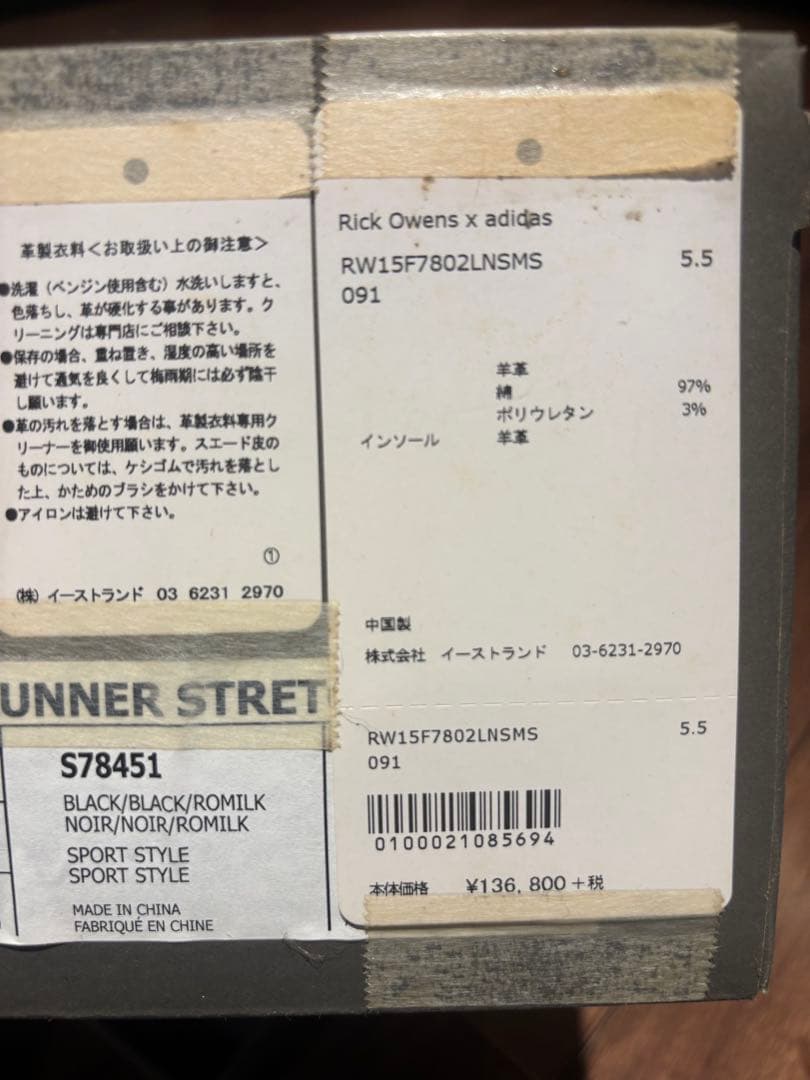 革製衣料<お取扱い上の御注意>
●洗濯（ベンジン使用含む）水洗いしますと、
色落ちし、革が硬化する事があります。ク
リーニングは専門店にご相談下さい。
●保存の場合、重ね置き、湿度の高い場所を
避けて通気を良くして梅雨期には必ず陰干
し願います。
●革の汚れを落とす場合は、革製衣料専用ク
リーナーを御使用願います。スエード皮の
ものについては、ケシゴムで汚れを落とし
た上、かためのブラシをかけて下さい。
●アイロンは避けて下さい。
①
㈱ イーストランド 03 6231 2970
UNNER STRET
S78451
BLACK/BLACK/ROMILK
NOIR/NOIR/ROMILK
SPORT STYLE
SPORT STYLE
MADE IN CHINA
FABRIQUÉ EN CHINE
Rick Owens x adidas
RW15F7802LNSMS 5.5
091
羊革
綿 97%
ポリウレタン 3%
インソール 羊革
中国製
株式会社 イーストランド 03-6231-2970
RW15F7802LNSMS 5.5
091
0100021085694
本体価格 ¥136,800+税